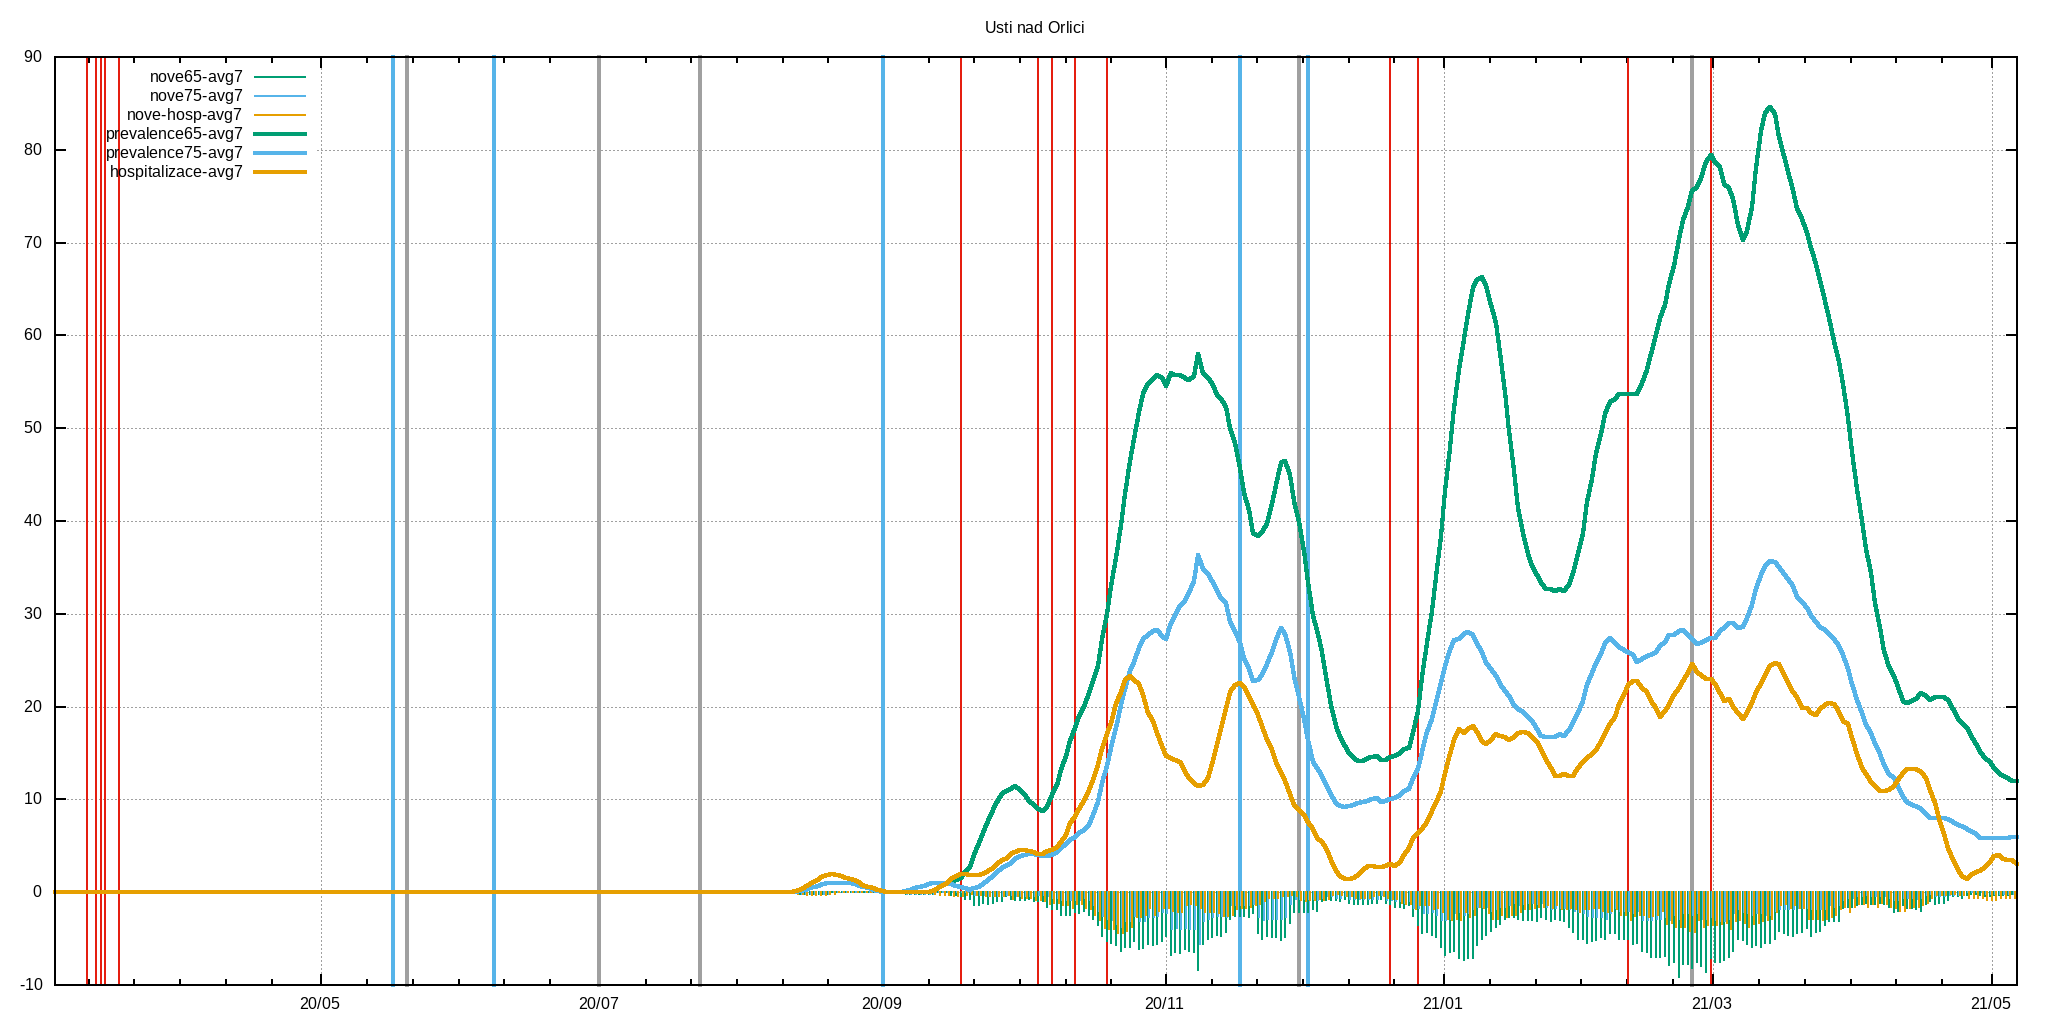 Usti nad Orlici
90
80
70
60
50
40
30
20
10
0
-10
nove65-avg7
nove75-avg7
nove-hosp-avg7
prevalence65-avg7
prevalence75-avg7
hospitalizace-avg7
20/05
20/07
20/09
20/11
21/01
21/03
21/05